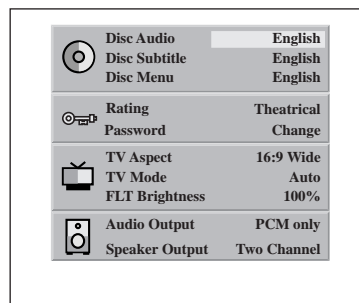 Disc Audio English
Disc Subtitle English
Disc Menu English
Rating Theatrical
Password Change
TV Aspect 16:9 Wide
TV Mode Auto
FLT Brightness 100%
Audio Output PCM only
Speaker Output Two Channel